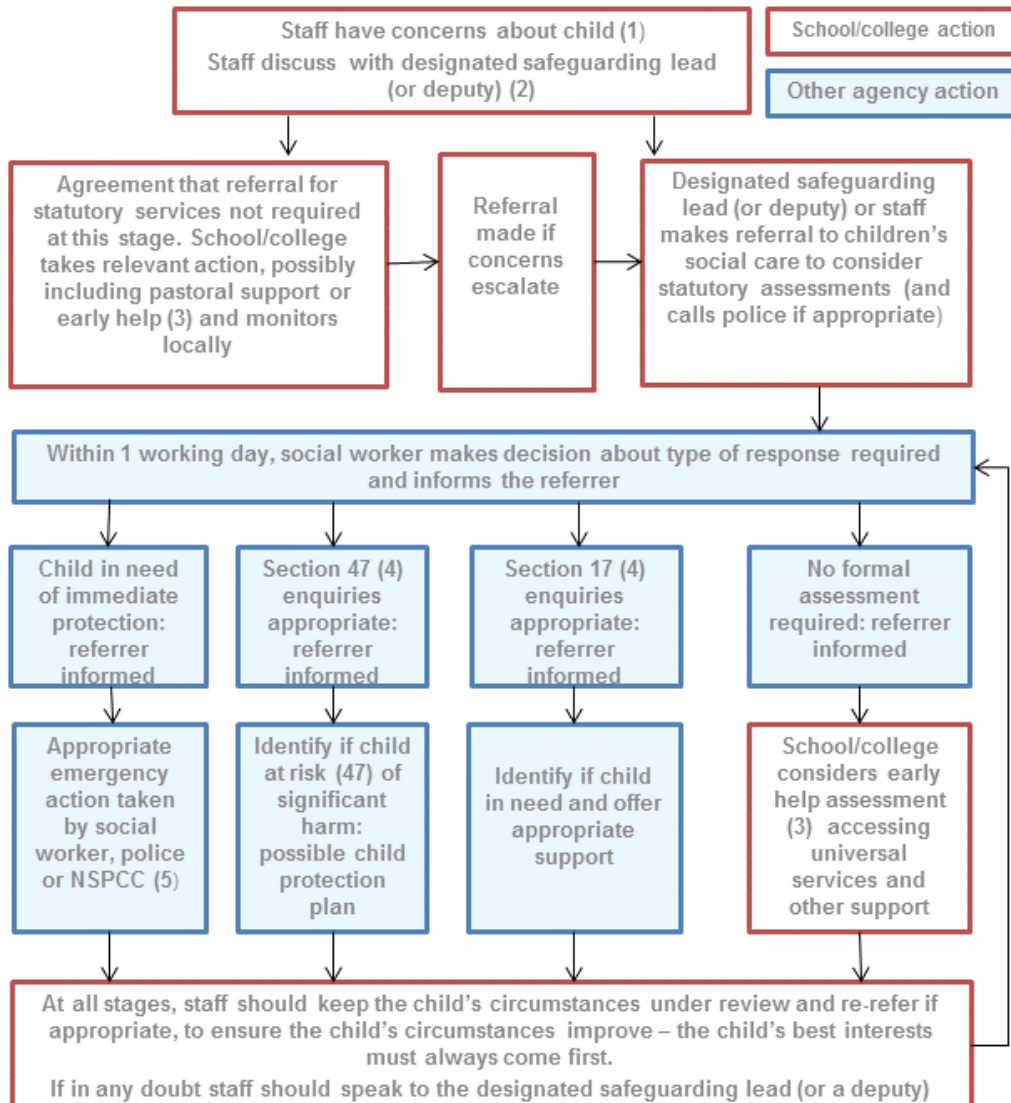 Staff have concerns about child (1)
Staff discuss with designated safeguarding lead
(or deputy) (2)
School/college action
Other agency action
Agreement that referral for
statutory services not required
at this stage. School/college
takes relevant action, possibly
including pastoral support or
early help (3) and monitors
locally
Referral
made if
concerns
escalate
Designated safeguarding
lead (or deputy) or staff
makes referral to children's
social care to consider
statutory assessments (and
calls police if appropriate)
Within 1 working day, social worker makes decision about type of response required
and informs the referrer
Child in need
of immediate
protection:
referrer
informed
Section 47 (4)
enquiries
appropriate:
referrer
informed
Section 17 (4)
enquiries
appropriate:
referrer
informed
No formal
assessment
required: referrer
informed
Appropriate
emergency
action taken
by social
worker, police
or NSPCC (5)
Identify if child
at risk (47) of
significant
harm:
possible child
protection
plan
Identify if child
in need and offer
appropriate
support
School/college
considers early
help assessment
(3) accessing
universal
services and
other support
At all stages, staff should keep the child's circumstances under review and re-refer if
appropriate, to ensure the child's circumstances improve – the child's best interests
must always come first.
If in any doubt staff should speak to the designated safeguarding lead (or a deputy)